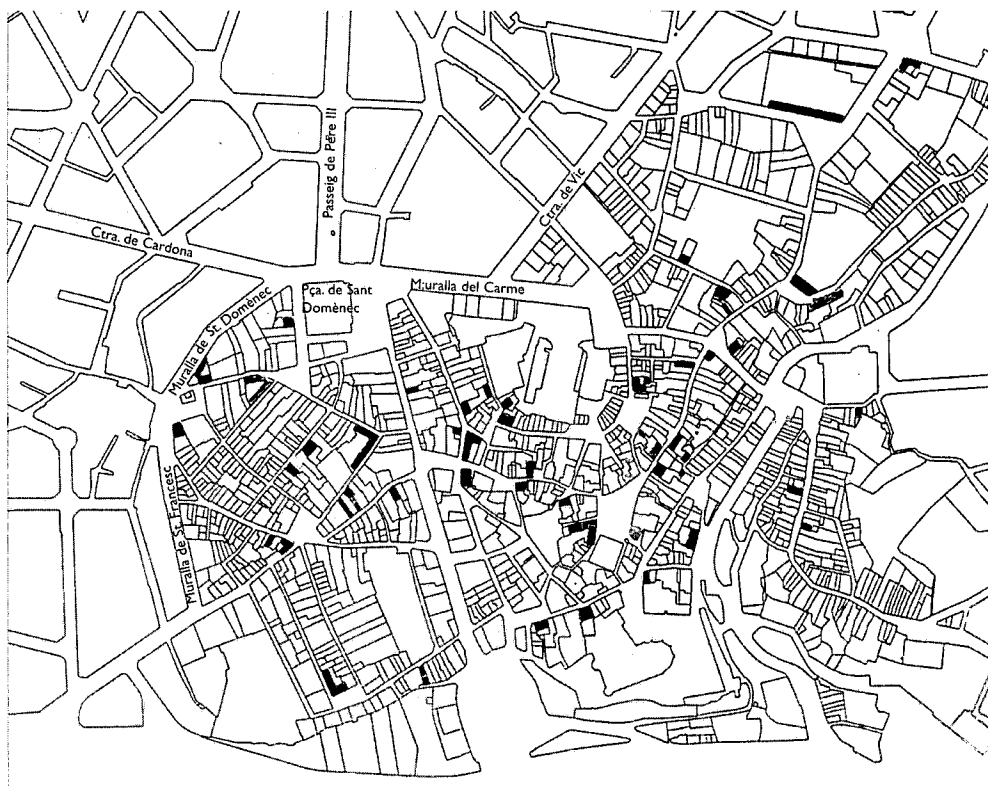 Passeig de Pere III
Ctra. de Vic
Ctra. de Cardona
Pça. de Sant
Domènec
Muralla del Carme
Muralla de St. Domènec
Muralla de St. Francesc